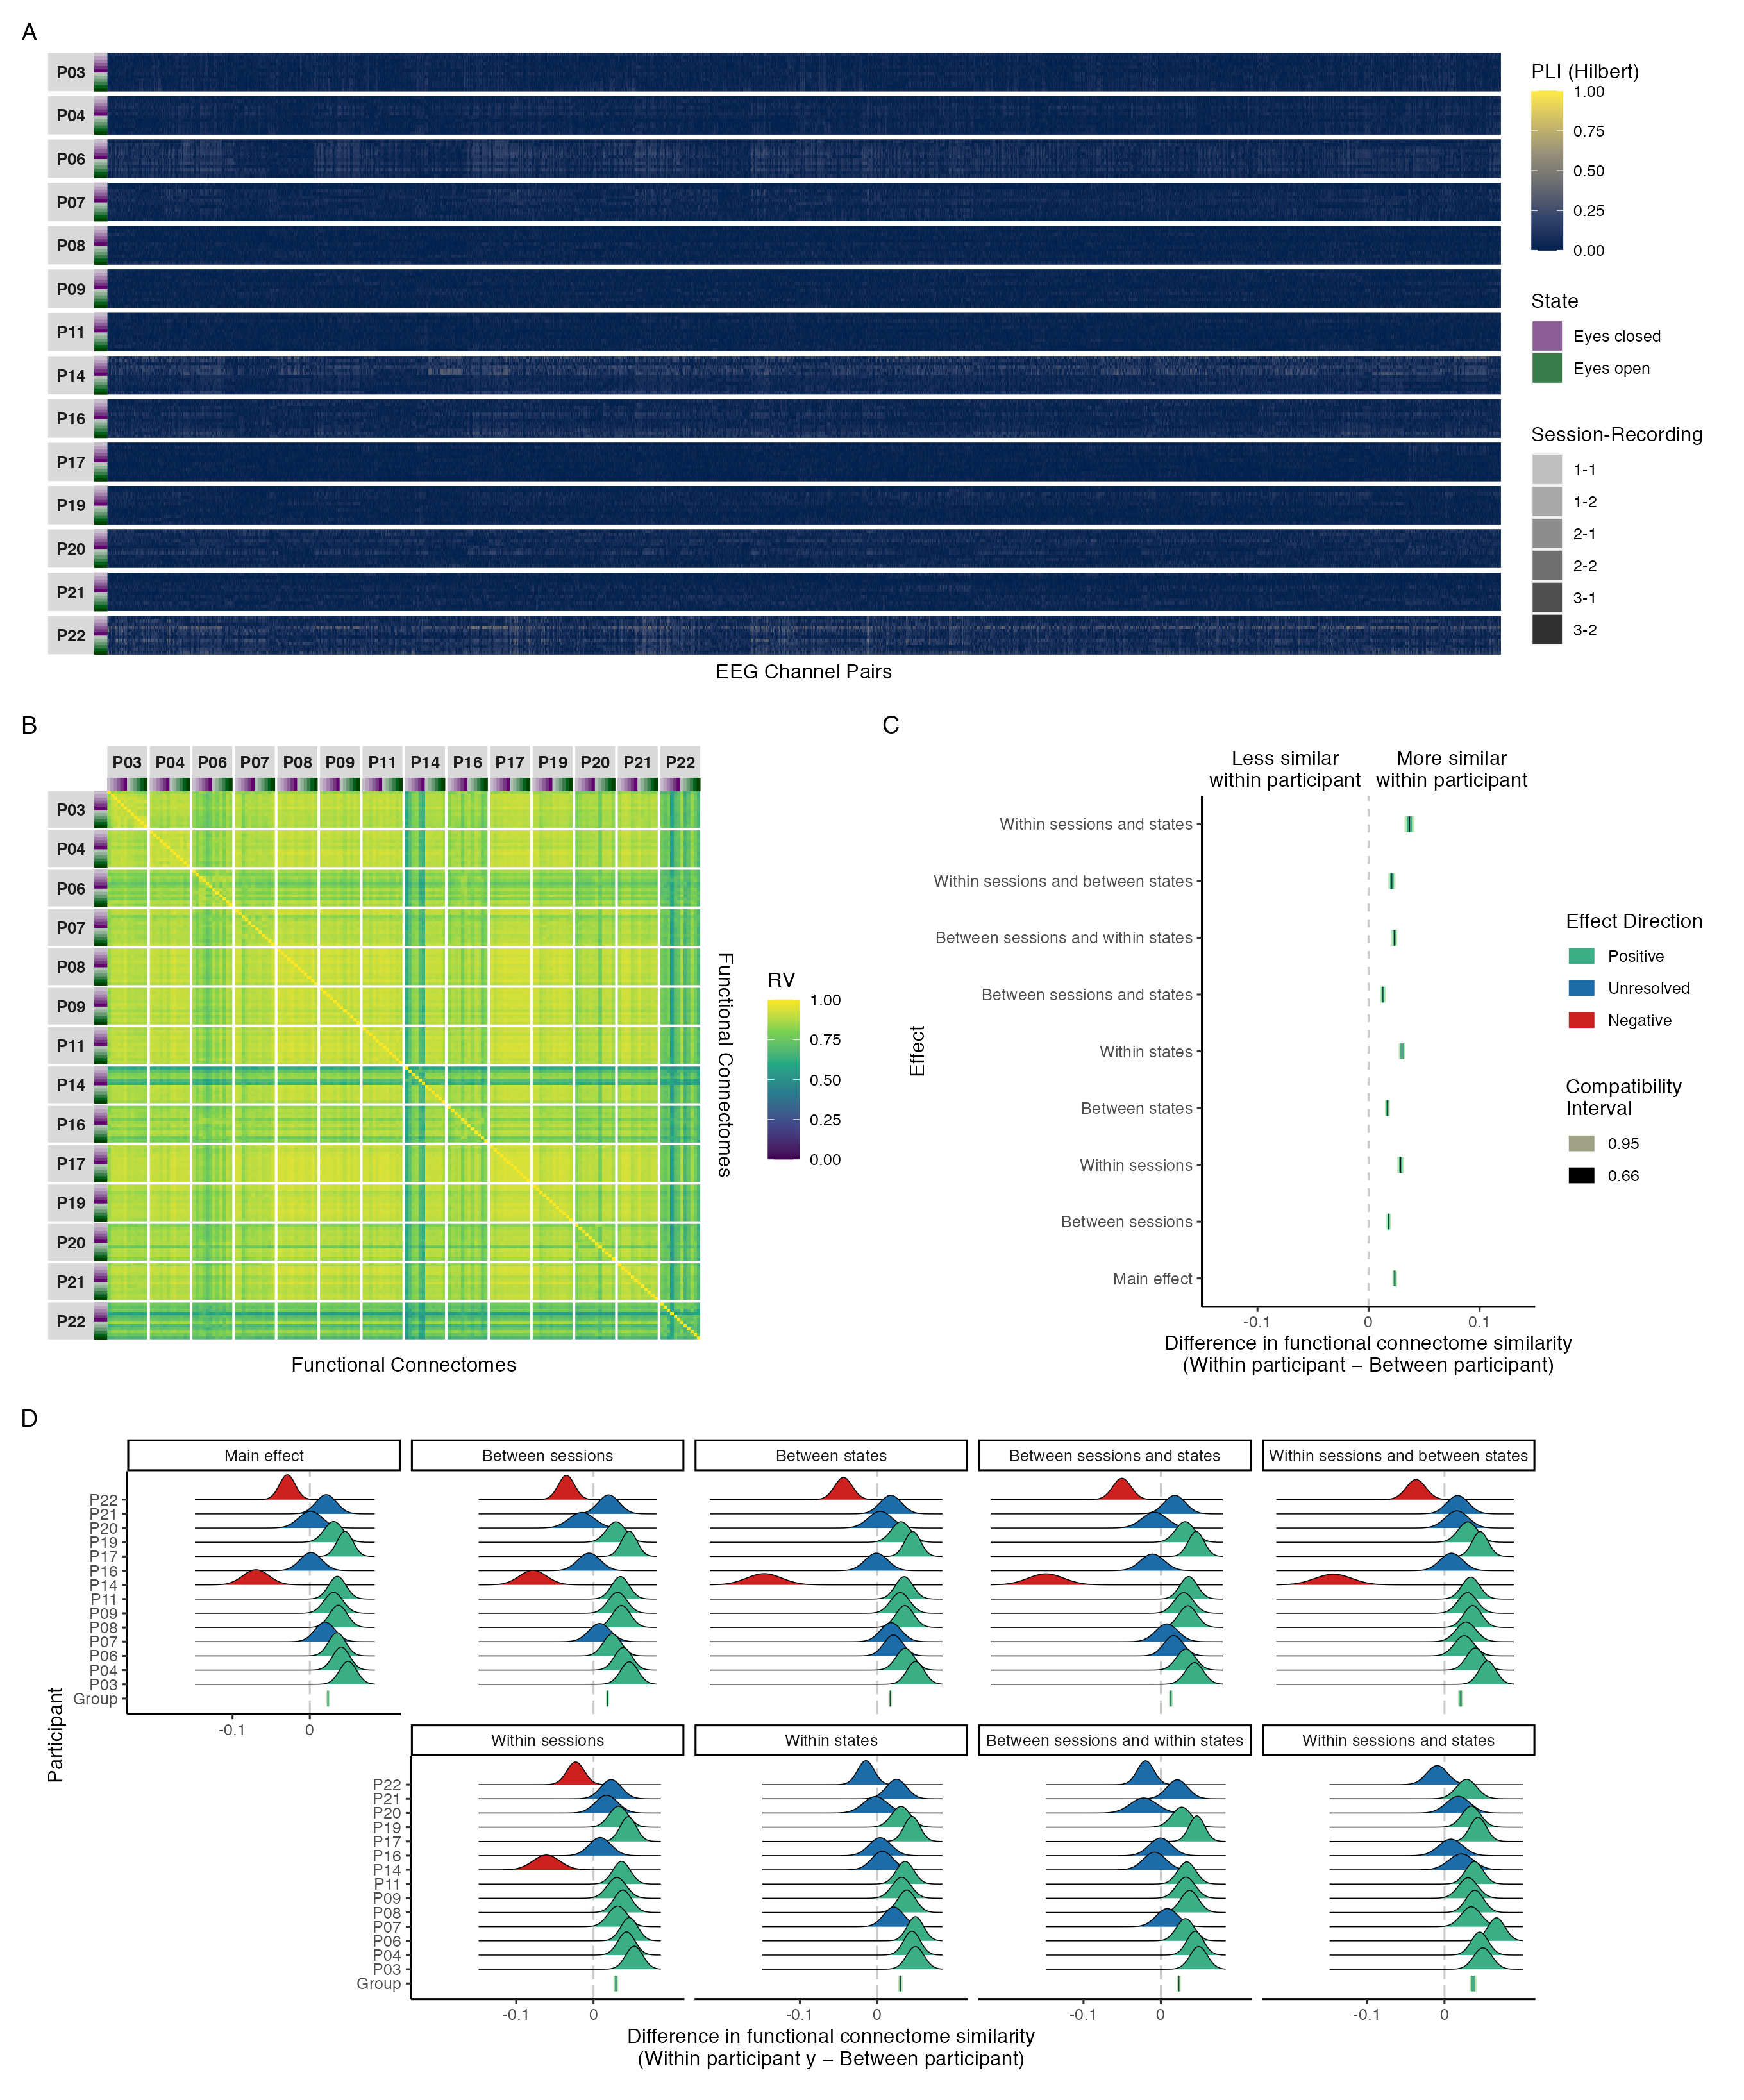 A
P03
P04
P06
P07
P08
P09
P11
P14
P16
P17
P19
P20
P21
P22
EEG Channel Pairs
PLI (Hilbert)
1.00
0.75
0.50
0.25
0.00
State
Eyes closed
Eyes open
Session-Recording
1-1
1-2
2-1
2-2
3-1
3-2
B
P03 P04 P06 P07 P08 P09 P11 P14 P16 P17 P19 P20 P21 P22
P03
P04
P06
P07
P08
P09
P11
P14
P16
P17
P19
P20
P21
P22
Functional Connectomes
Functional Connectomes
RV
1.00
0.75
0.50
0.25
0.00
C
Less similar
within participant
More similar
within participant
Effect
Within sessions and states
Within sessions and between states
Between sessions and within states
Between sessions and states
Within states
Between states
Within sessions
Between sessions
Main effect
-0.1 0 0.1
Difference in functional connectome similarity
(Within participant – Between participant)
Effect Direction
Positive
Unresolved
Negative
Compatibility
Interval
0.95
0.66
D
Main effect
Between sessions
Between states
Between sessions and states
Within sessions and between states
Participant
P22
P21
P20
P19
P17
P16
P14
P11
P09
P08
P07
P06
P04
P03
Group
-0.1 0
Within sessions
Within states
Between sessions and within states
Within sessions and states
P22
P21
P20
P19
P17
P16
P14
P11
P09
P08
P07
P06
P04
P03
Group
-0.1 0
-0.1 0
-0.1 0
-0.1 0
Difference in functional connectome similarity
(Within participant y – Between participant)